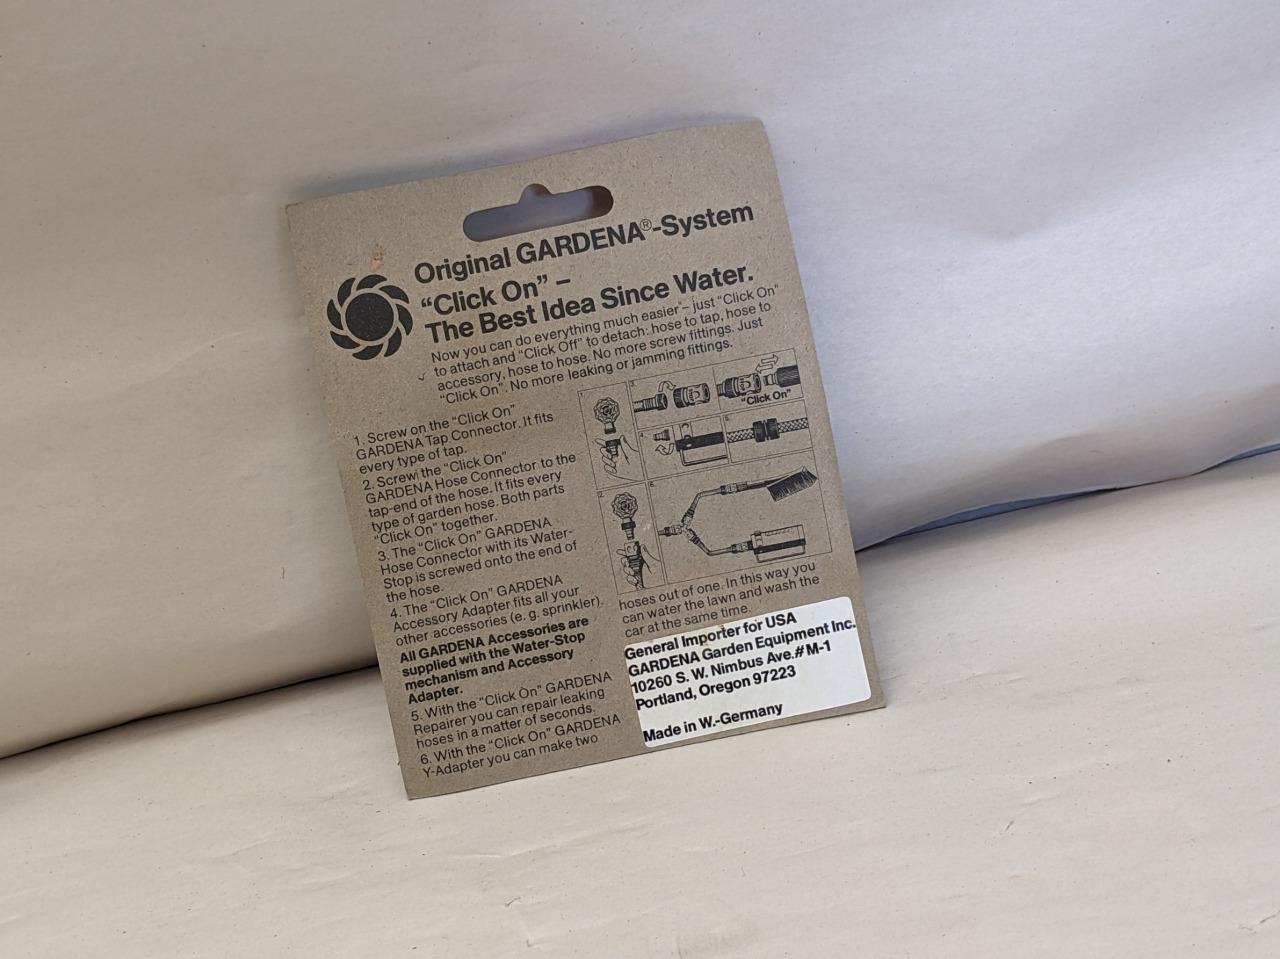 Original GARDENA®-System
“Click On” –
The Best Idea Since Water.
Now you can do everything much easier – just “Click On”
to attach and “Click Off” to detach: hose to tap, hose to
accessory, hose to hose. No more screw fittings. Just
“Click On”. No more leaking or jamming fittings.
1. Screw on the “Click On”
GARDENA Tap Connector. It fits
every type of tap.
2. Screw the “Click On”
GARDENA Hose Connector to the
tap-end of the hose. It fits every
type of garden hose. Both parts
“Click On” together.
3. The “Click On” GARDENA
Hose Connector with its Water-
Stop is screwed onto the end of
the hose.
4. The “Click On” GARDENA
Accessory Adapter fits all your
other accessories (e. g. sprinkler)
All GARDENA Accessories are
supplied with the Water-Stop
mechanism and Accessory
Adapter.
5. With the “Click On” GARDENA
Repairer you can repair leaking
hoses in a matter of seconds.
6. With the “Click On” GARDENA
Y-Adapter you can make two
1.
3.
“Click On”
4.
5.
2.
6.
hoses out of one. In this way you
can water the lawn and wash the
car at the same time.
General Importer for USA
GARDENA Garden Equipment Inc.
10260 S. W. Nimbus Ave.# M-1
Portland, Oregon 97223
Made in W.-Germany